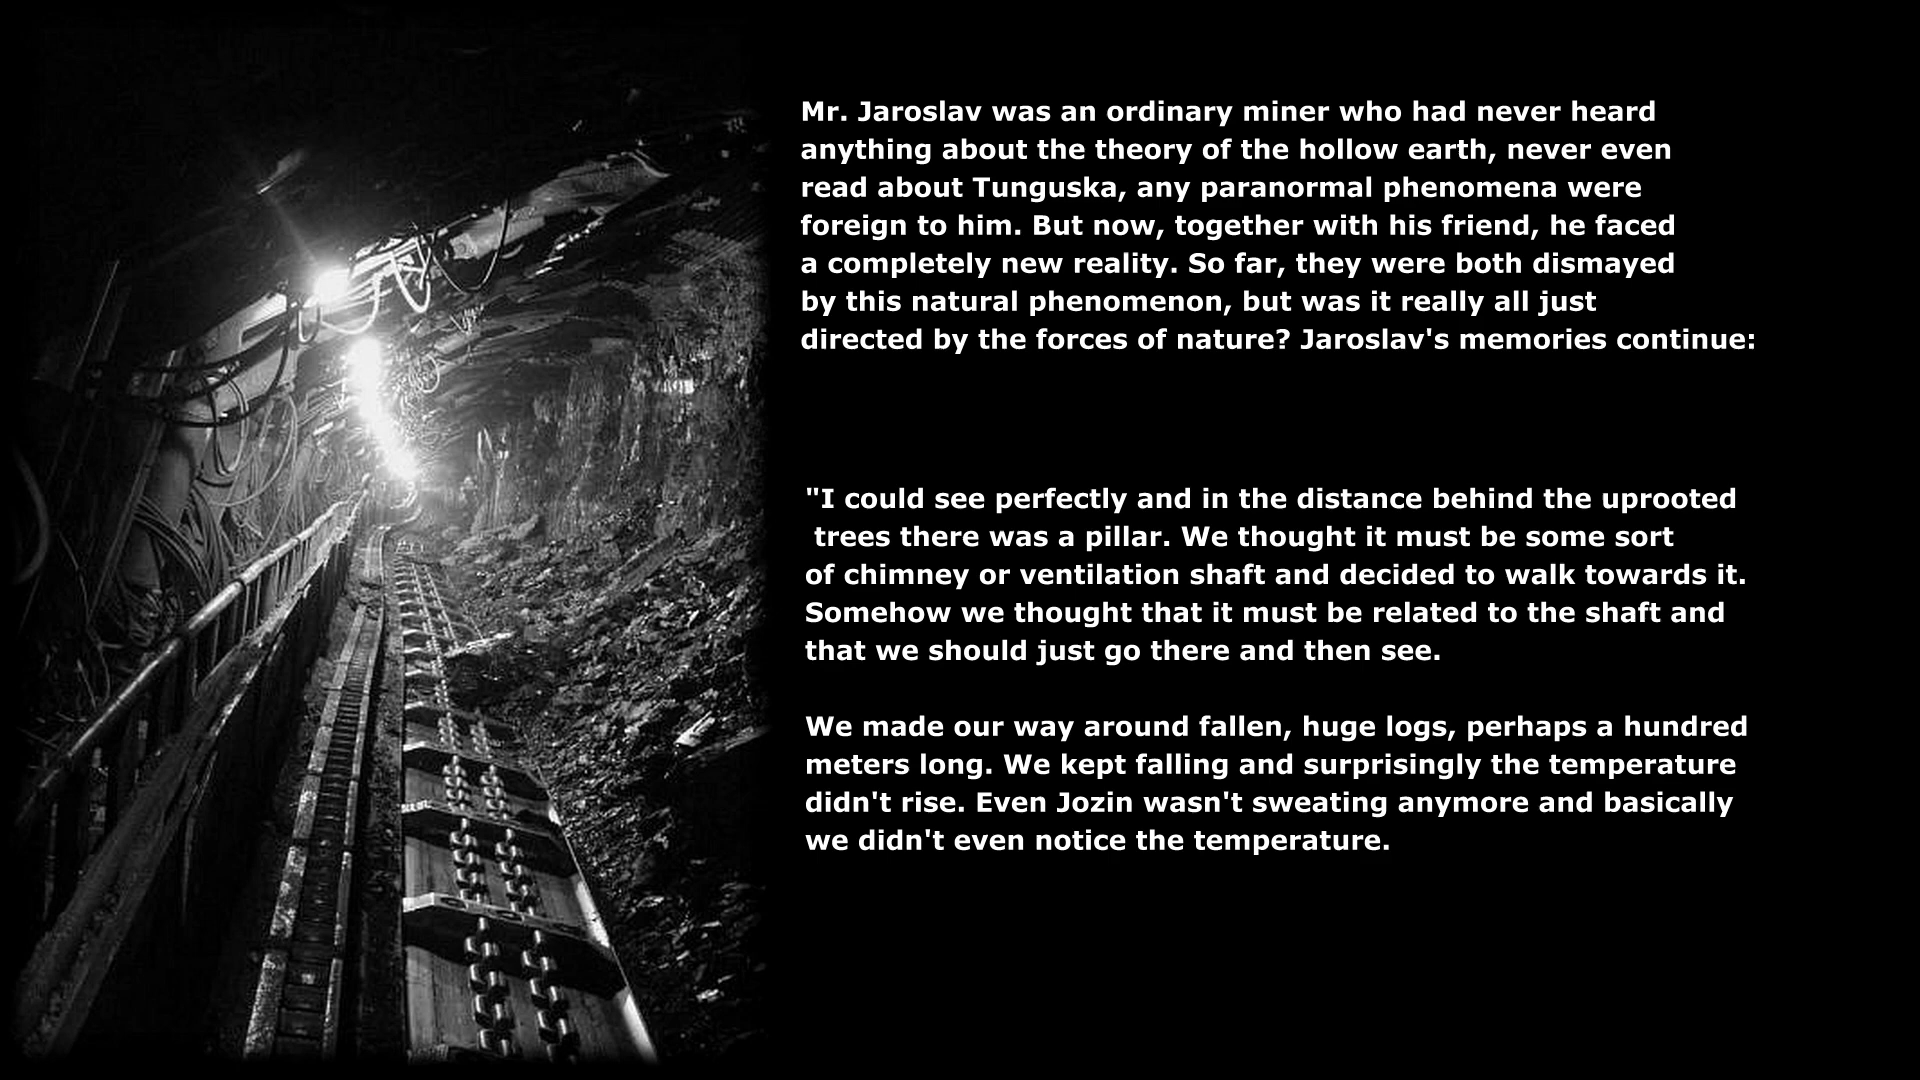 Mr. Jaroslav was an ordinary miner who had never heard
anything about the theory of the hollow earth, never even
read about Tunguska, any paranormal phenomena were
foreign to him. But now, together with his friend, he faced
a completely new reality. So far, they were both dismayed
by this natural phenomenon, but was it really all just
directed by the forces of nature? Jaroslav's memories continue:
"I could see perfectly and in the distance behind the uprooted
trees there was a pillar. We thought it must be some sort
of chimney or ventilation shaft and decided to walk towards it.
Somehow we thought that it must be related to the shaft and
that we should just go there and then see.
We made our way around fallen, huge logs, perhaps a hundred
meters long. We kept falling and surprisingly the temperature
didn't rise. Even Jozin wasn't sweating anymore and basically
we didn't even notice the temperature.